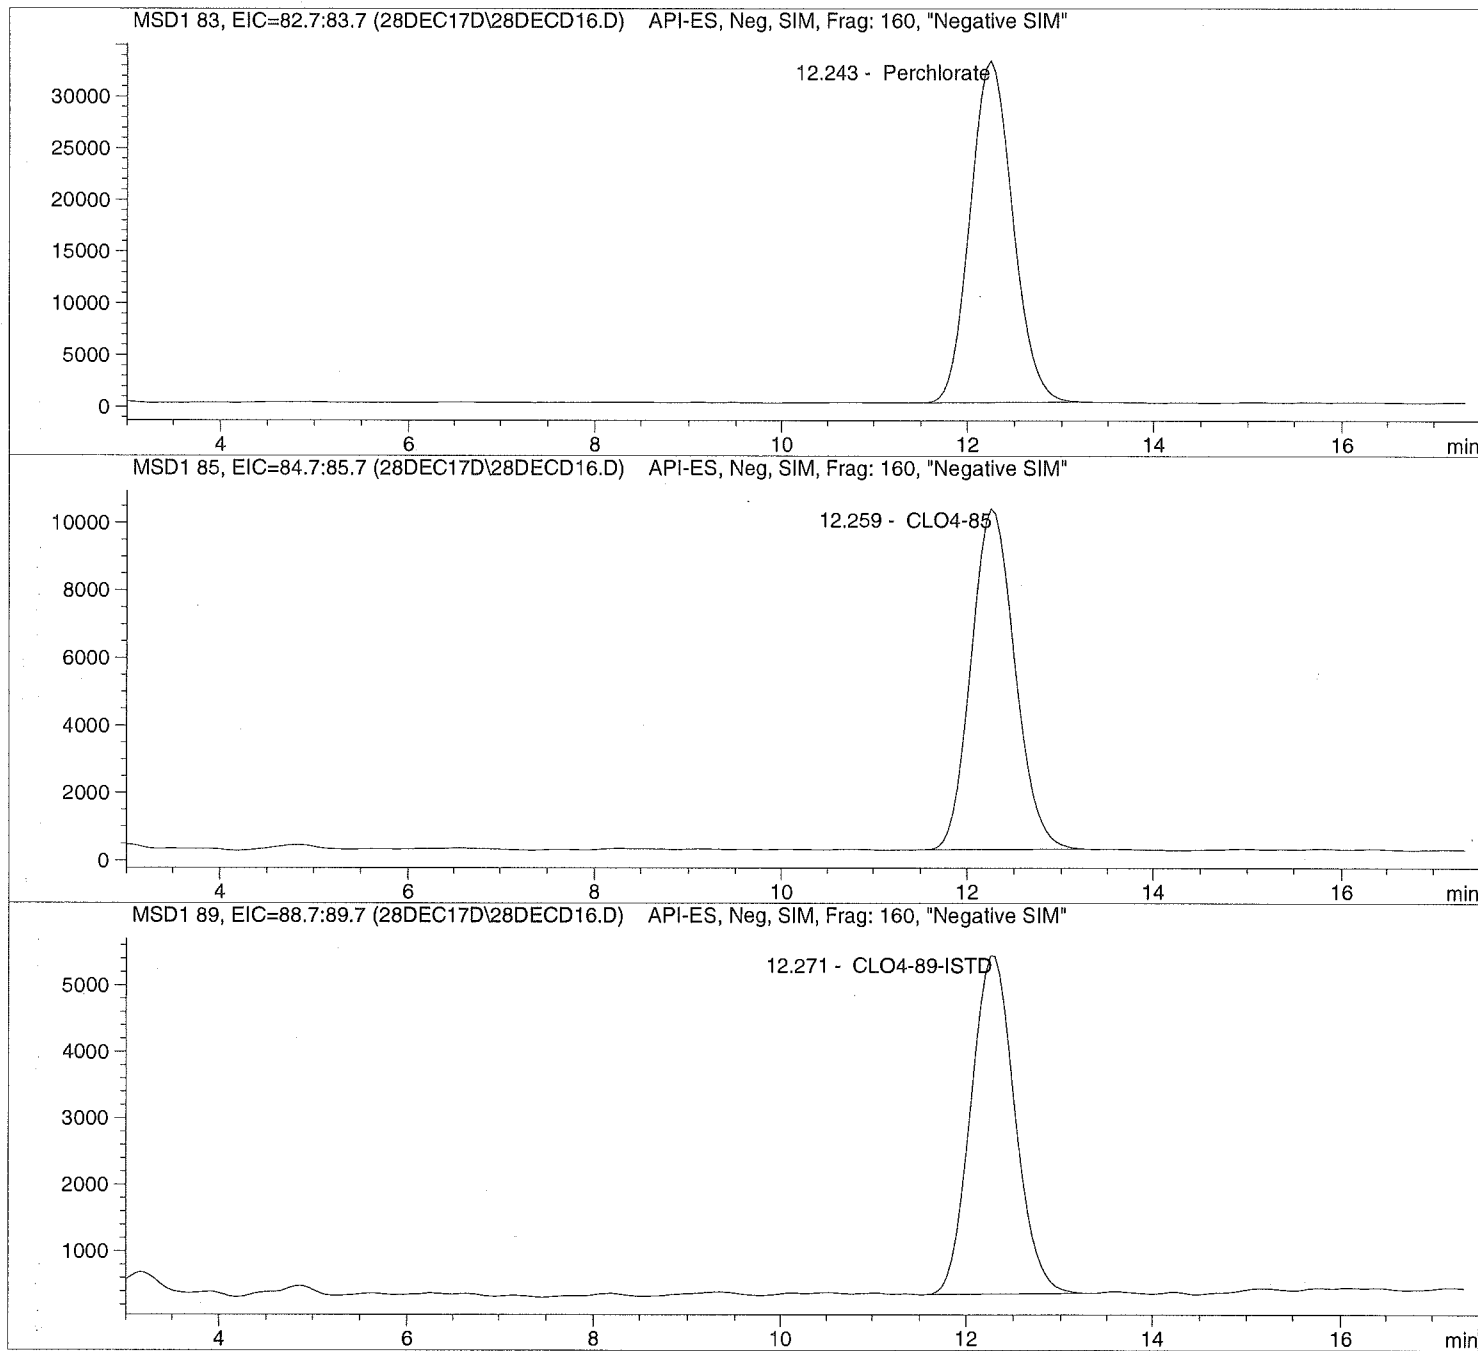 MSD1 83, EIC=82.7:83.7 (28DEC17D\28DECD16.D) API-ES, Neg, SIM, Frag: 160, "Negative SIM"
12.243 - Perchlorate
30000
25000
20000
15000
10000
5000
0
4 6 8 10 12 14 16 min
MSD1 85, EIC=84.7:85.7 (28DEC17D\28DECD16.D) API-ES, Neg, SIM, Frag: 160, "Negative SIM"
12.259 - CLO4-85
10000
8000
6000
4000
2000
0
4 6 8 10 12 14 16 min
MSD1 89, EIC=88.7:89.7 (28DEC17D\28DECD16.D) API-ES, Neg, SIM, Frag: 160, "Negative SIM"
12.271 - CLO4-89-ISTD
5000
4000
3000
2000
1000
4 6 8 10 12 14 16 min